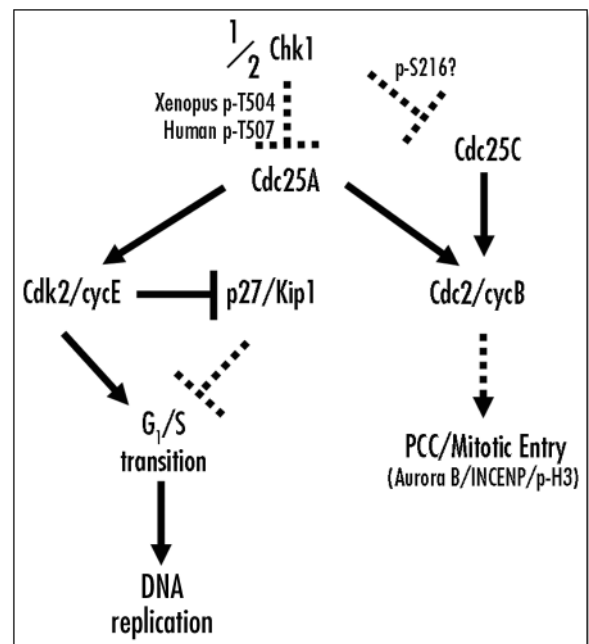 1/2 Chk1
p-S216?
Xenopus p-T504
Human p-T507
Cdc25C
Cdc25A
Cdk2/cycE
p27/Kip1
Cdc2/cycB
G₁/S
transition
PCC/Mitotic Entry
(Aurora B/INCENP/p-H3)
DNA
replication